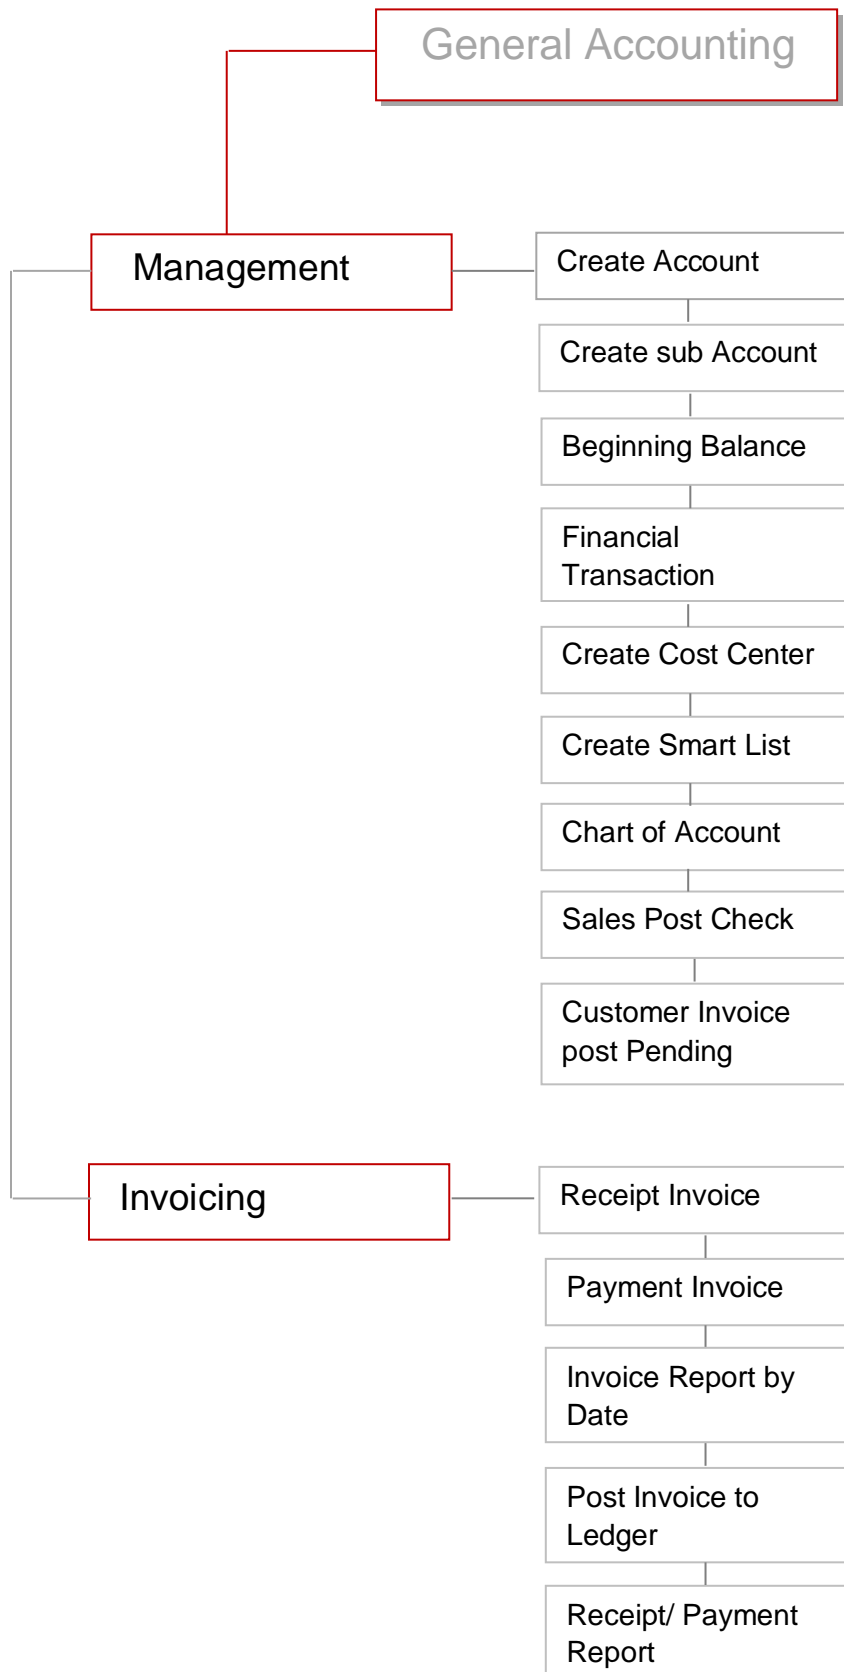 General Accounting
Management
Create Account
Create sub Account
Beginning Balance
Financial
Transaction
Create Cost Center
Create Smart List
Chart of Account
Sales Post Check
Customer Invoice
post Pending
Invoicing
Receipt Invoice
Payment Invoice
Invoice Report by
Date
Post Invoice to
Ledger
Receipt/ Payment
Report